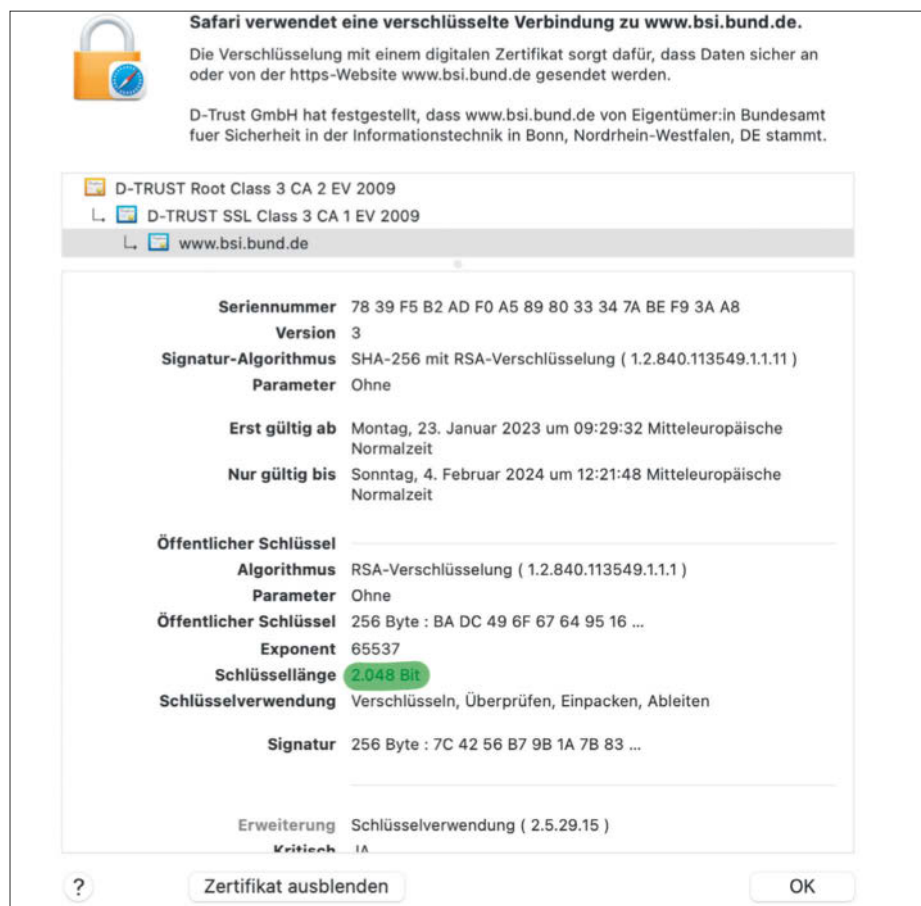 Safari verwendet eine verschlüsselte Verbindung zu www.bsi.bund.de.
Die Verschlüsselung mit einem digitalen Zertifikat sorgt dafür, dass Daten sicher an
oder von der https-Website www.bsi.bund.de gesendet werden.
D-Trust GmbH hat festgestellt, dass www.bsi.bund.de von Eigentümer:in Bundesamt
fuer Sicherheit in der Informationstechnik in Bonn, Nordrhein-Westfalen, DE stammt.
D-TRUST Root Class 3 CA 2 EV 2009
D-TRUST SSL Class 3 CA 1 EV 2009
www.bsi.bund.de
Seriennummer 78 39 F5 B2 AD F0 A5 89 80 33 34 7A BE F9 3A A8
Version 3
Signatur-Algorithmus SHA-256 mit RSA-Verschlüsselung ( 1.2.840.113549.1.1.11 )
Parameter Ohne
Erst gültig ab Montag, 23. Januar 2023 um 09:29:32 Mitteleuropäische
Normalzeit
Nur gültig bis Sonntag, 4. Februar 2024 um 12:21:48 Mitteleuropäische
Normalzeit
Öffentlicher Schlüssel
Algorithmus RSA-Verschlüsselung ( 1.2.840.113549.1.1.1 )
Parameter Ohne
Öffentlicher Schlüssel 256 Byte : BA DC 49 6F 67 64 95 16 ...
Exponent 65537
Schlüssellänge 2.048 Bit
Schlüsselverwendung Verschlüsseln, Überprüfen, Einpacken, Ableiten
Signatur 256 Byte : 7C 42 56 B7 9B 1A 7B 83 ...
Erweiterung Schlüsselverwendung ( 2.5.29.15 )
Kritisch JA
? Zertifikat ausblenden OK